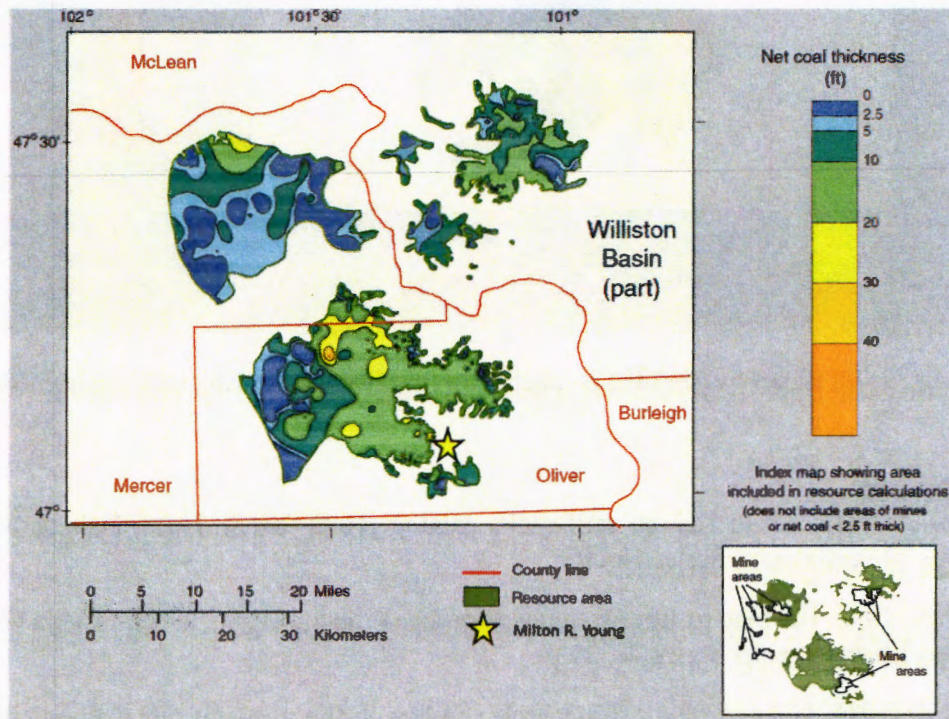 102°
101°30'
101°
McLean
47°30'
Williston
Basin
(part)
Burleigh
Mercer
Oliver
47°
Net coal thickness
(ft)
0
2.5
5
10
20
30
40
Index map showing area
included in resource calculations
(does not include areas of mines
or net coal < 2.5 ft thick)
Mine
areas
Mine
areas
0 5 10 15 20 Miles
0 10 20 30 Kilometers
County line
Resource area
Milton R. Young